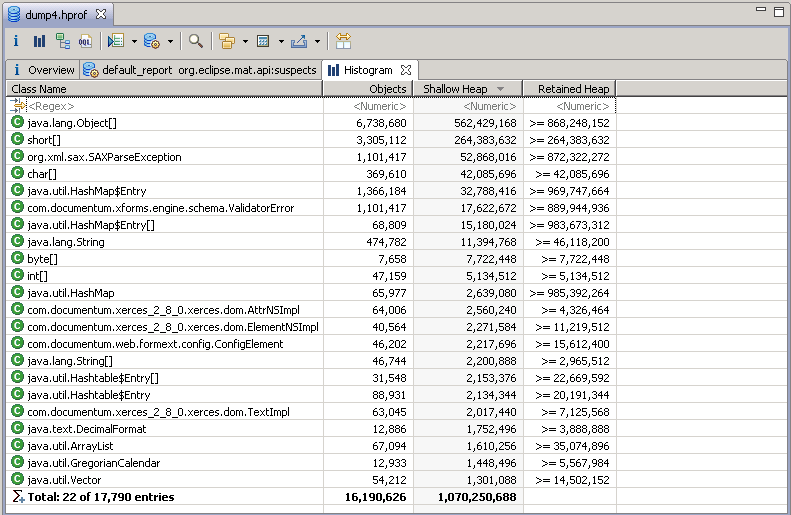 dump4.hprof
i OQL
i Overview default_report org.eclipse.mat.api:suspects Histogram
Class Name Objects Shallow Heap Retained Heap
<Regex> <Numeric> <Numeric> <Numeric>
java.lang.Object[] 6,738,680 562,429,168 >= 868,248,152
short[] 3,305,112 264,383,632 >= 264,383,632
org.xml.sax.SAXParseException 1,101,417 52,868,016 >= 872,322,272
char[] 369,610 42,085,696 >= 42,085,696
java.util.HashMap$Entry 1,366,184 32,788,416 >= 969,747,664
com.documentum.xforms.engine.schema.ValidatorError 1,101,417 17,622,672 >= 889,944,936
java.util.HashMap$Entry[] 68,809 15,180,024 >= 983,673,312
java.lang.String 474,782 11,394,768 >= 46,118,200
byte[] 7,658 7,722,448 >= 7,722,448
int[] 47,159 5,134,512 >= 5,134,512
java.util.HashMap 65,977 2,639,080 >= 985,392,264
com.documentum.xerces_2_8_0.xerces.dom.AttrNSImpl 64,006 2,560,240 >= 4,326,464
com.documentum.xerces_2_8_0.xerces.dom.ElementNSImpl 40,564 2,271,584 >= 11,219,512
com.documentum.web.formext.config.ConfigElement 46,202 2,217,696 >= 15,612,400
java.lang.String[] 46,744 2,200,888 >= 2,965,512
java.util.Hashtable$Entry[] 31,548 2,153,376 >= 22,669,592
java.util.Hashtable$Entry 88,931 2,134,344 >= 20,191,344
com.documentum.xerces_2_8_0.xerces.dom.TextImpl 63,045 2,017,440 >= 7,125,568
java.text.DecimalFormat 12,886 1,752,496 >= 3,888,888
java.util.ArrayList 67,094 1,610,256 >= 35,074,896
java.util.GregorianCalendar 12,933 1,448,496 >= 5,567,984
java.util.Vector 54,212 1,301,088 >= 14,502,152
Total: 22 of 17,790 entries 16,190,626 1,070,250,688